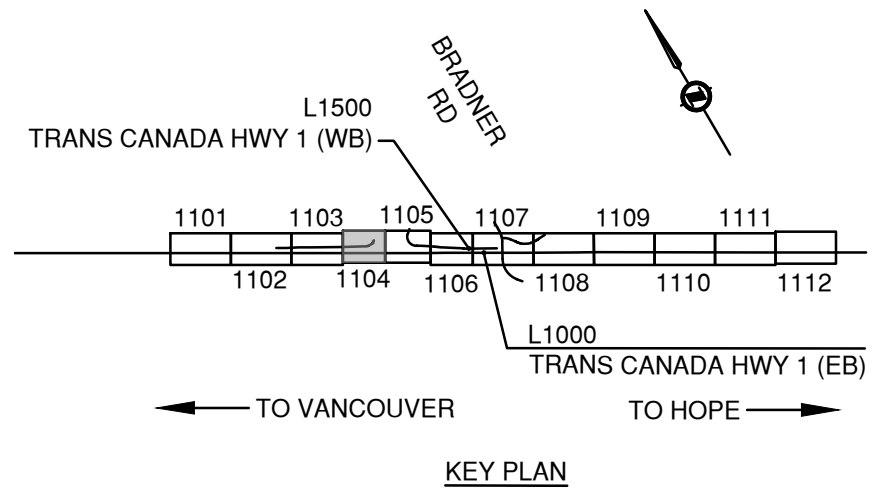 BRADNER
RD
L1500
TRANS CANADA HWY 1 (WB)
1101 1103 1105 1107 1109 1111
1102 1104 1106 1108 1110 1112
L1000
TRANS CANADA HWY 1 (EB)
TO VANCOUVER TO HOPE
KEY PLAN